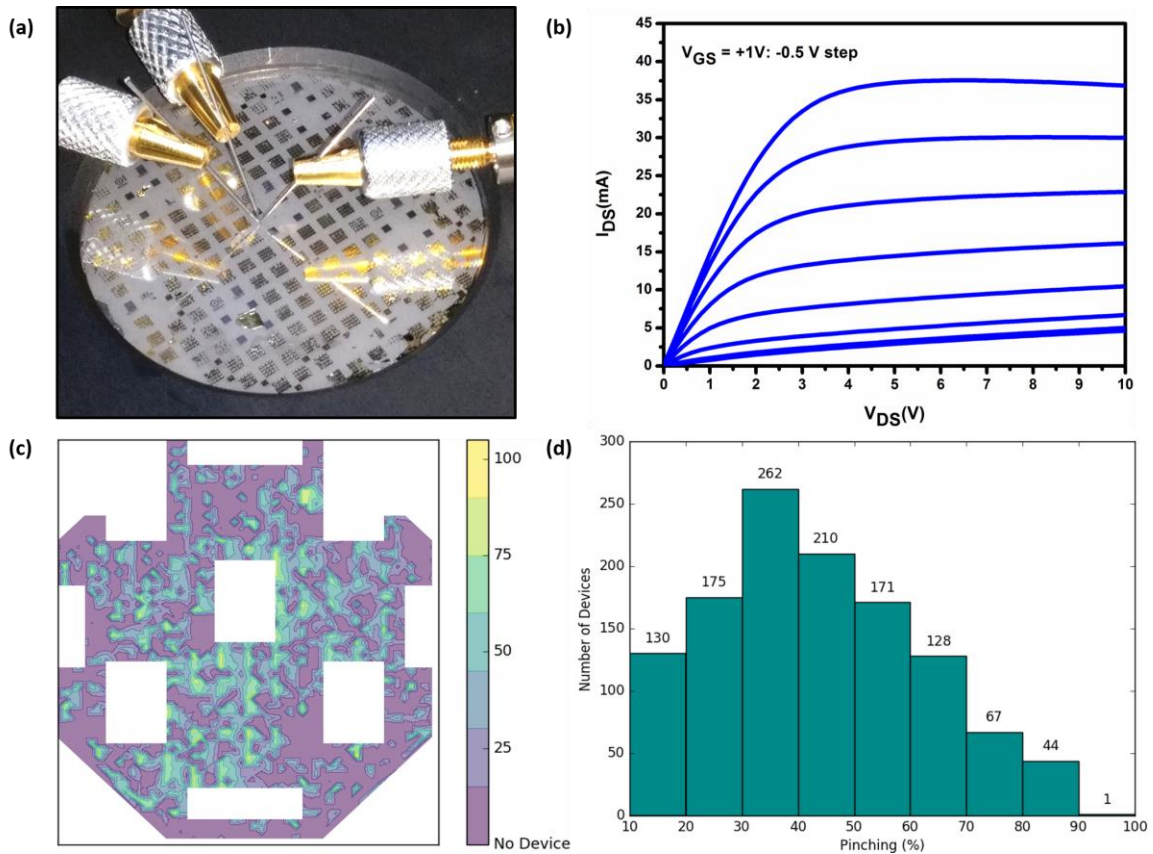 (a)
(b)
V_GS = +1V: -0.5 V step
45
40
35
30
25
20
15
10
5
0
I_DS(mA)
0 1 2 3 4 5 6 7 8 9 10
V_DS(V)
(c)
100
75
50
25
No Device
(d)
300
250
200
150
100
50
0
Number of Devices
130
175
262
210
171
128
67
44
1
10 20 30 40 50 60 70 80 90 100
Pinching (%)